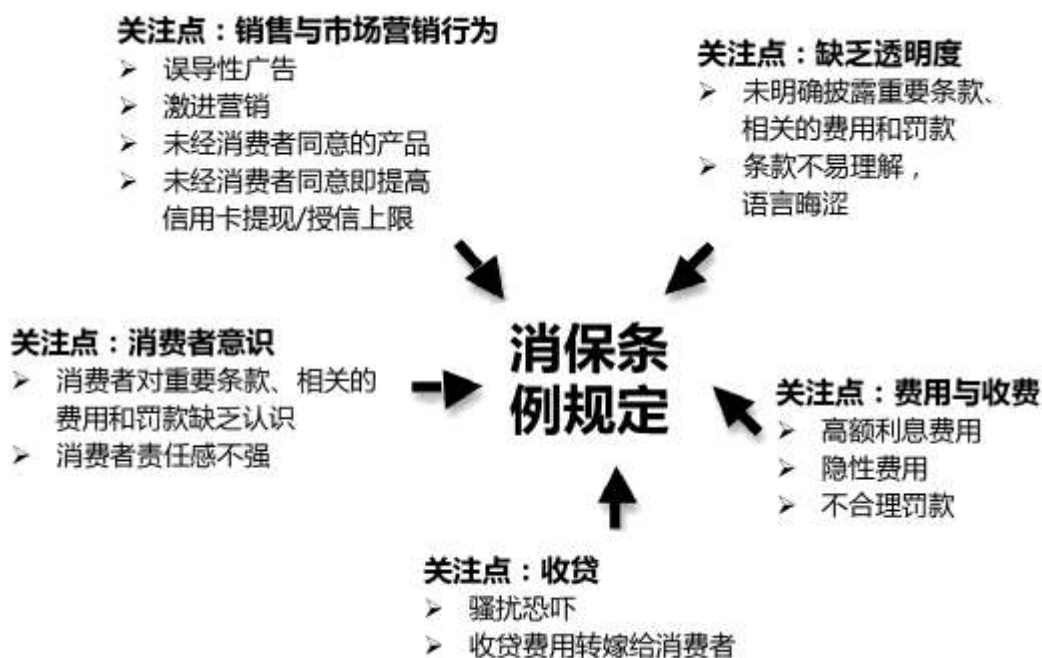 关注点：销售与市场营销行为
➢ 误导性广告
➢ 激进营销
➢ 未经消费者同意的产品
➢ 未经消费者同意即提高
信用卡提现/授信上限
关注点：缺乏透明度
➢ 未明确披露重要条款、
相关的费用和罚款
➢ 条款不易理解，
语言晦涩
关注点：消费者意识
➢ 消费者对重要条款、相关的
费用和罚款缺乏认识
➢ 消费者责任感不强
消保条
例规定
关注点：费用与收费
➢ 高额利息费用
➢ 隐性费用
➢ 不合理罚款
关注点：收贷
➢ 骚扰恐吓
➢ 收贷费用转嫁给消费者